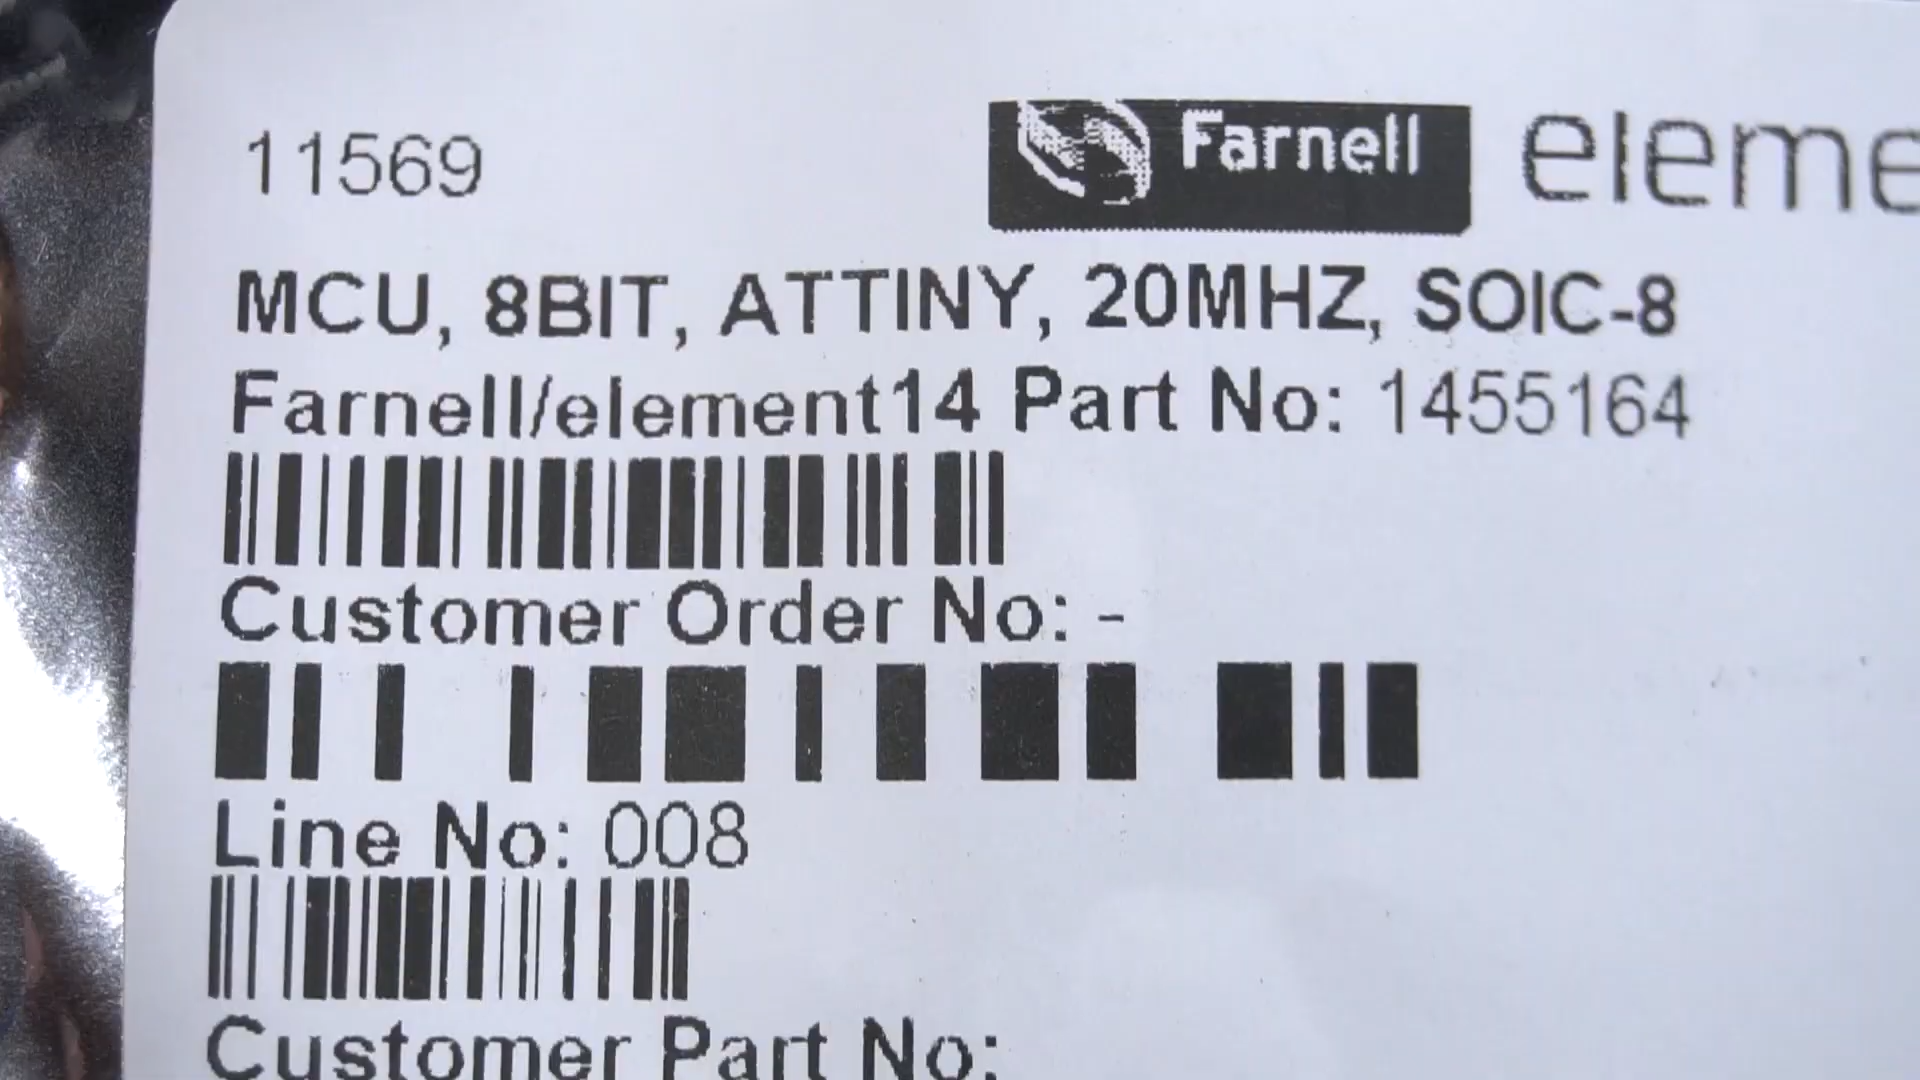 11569
Farnell eleme
MCU, 8BIT, ATTINY, 20MHZ, SOIC-8
Farnell/element14 Part No: 1455164
Customer Order No: -
Line No: 008
Customer Part No: